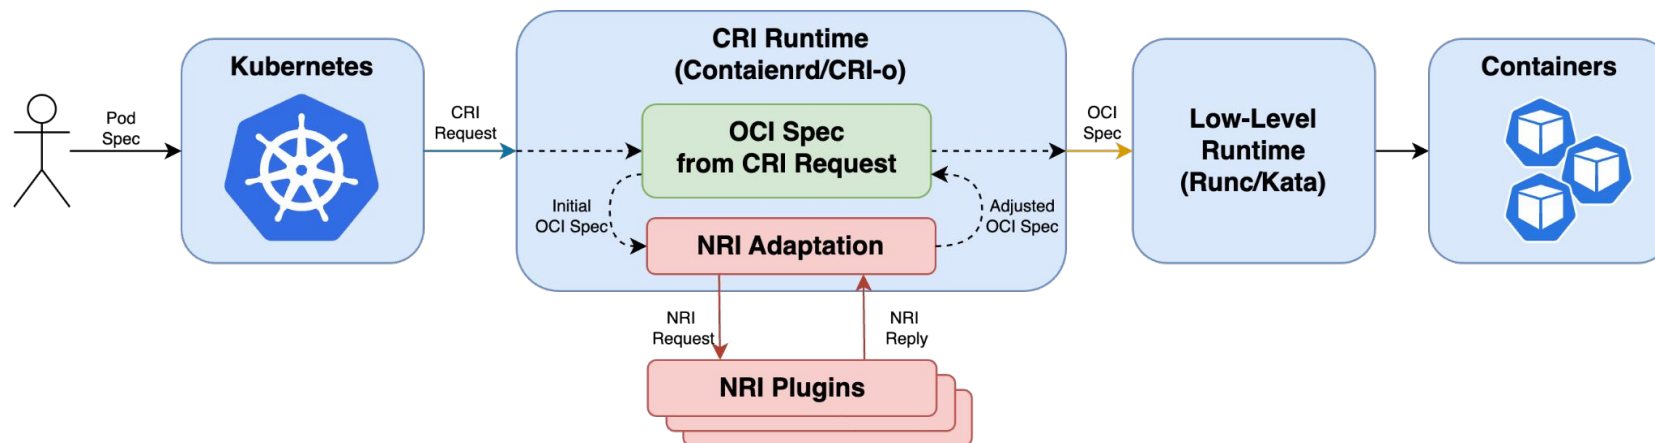 Pod
Spec
Kubernetes
CRI
Request
CRI Runtime
(Contaienrd/CRI-o)
OCI Spec
from CRI Request
Initial
OCI Spec
Adjusted
OCI Spec
NRI Adaptation
NRI
Request
NRI
Reply
NRI Plugins
OCI
Spec
Low-Level
Runtime
(Runc/Kata)
Containers